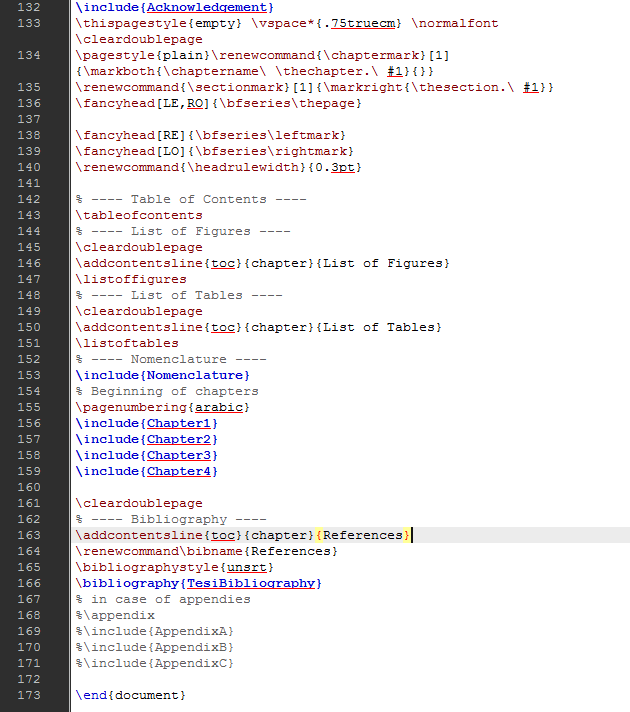 132 \include{Acknowledgement}
133 \thispagestyle{empty} \vspace*{.75truecm} \normalfont
\cleardoublepage
134 \pagestyle{plain}\renewcommand{\chaptermark}[1]
{\markboth{\chaptername\ \thechapter.\ #1}{}}
135 \renewcommand{\sectionmark}[1]{\markright{\thesection.\ #1}}
136 \fancyhead[LE,RO]{\bfseries\thepage}
137
138 \fancyhead[RE]{\bfseries\leftmark}
139 \fancyhead[LO]{\bfseries\rightmark}
140 \renewcommand{\headrulewidth}{0.3pt}
141
142 % ---- Table of Contents ----
143 \tableofcontents
144 % ---- List of Figures ----
145 \cleardoublepage
146 \addcontentsline{toc}{chapter}{List of Figures}
147 \listoffigures
148 % ---- List of Tables ----
149 \cleardoublepage
150 \addcontentsline{toc}{chapter}{List of Tables}
151 \listoftables
152 % ---- Nomenclature ----
153 \include{Nomenclature}
154 % Beginning of chapters
155 \pagenumbering{arabic}
156 \include{Chapter1}
157 \include{Chapter2}
158 \include{Chapter3}
159 \include{Chapter4}
160
161 \cleardoublepage
162 % ---- Bibliography ----
163 \addcontentsline{toc}{chapter}{References}
164 \renewcommand\bibname{References}
165 \bibliographystyle{unsrt}
166 \bibliography{TesiBibliography}
167 % in case of appendies
168 %\appendix
169 %\include{AppendixA}
170 %\include{AppendixB}
171 %\include{AppendixC}
172
173 \end{document}